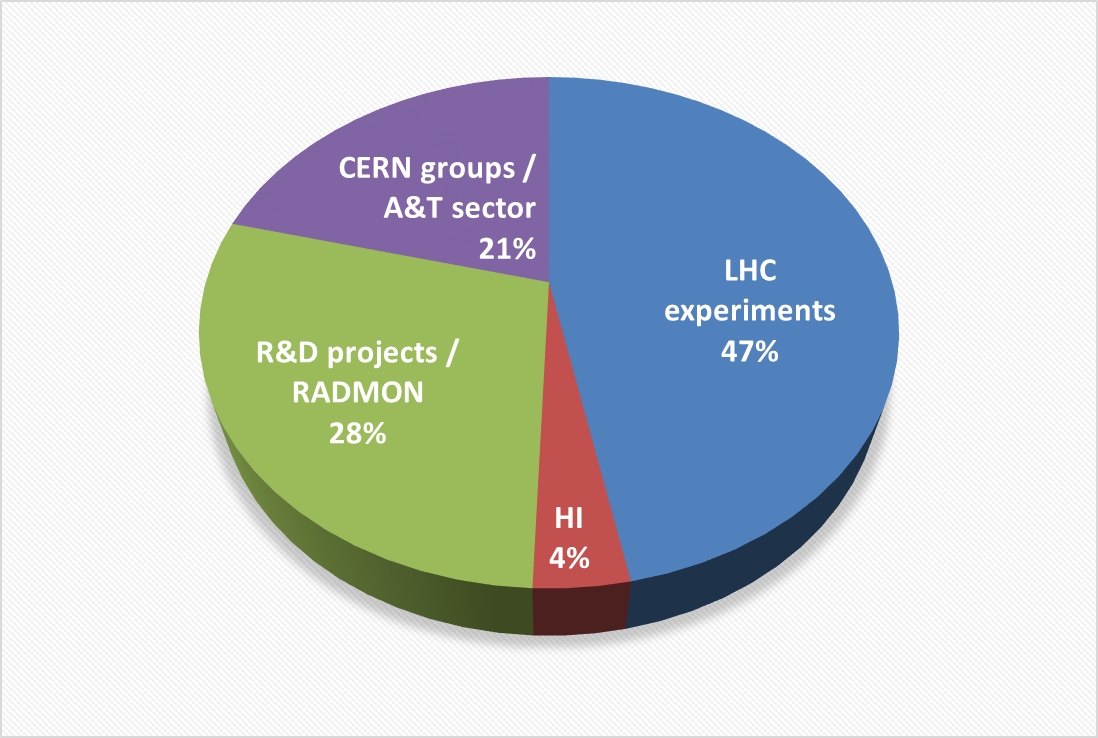 CERN groups /
A&T sector
21%
LHC
experiments
47%
R&D projects /
RADMON
28%
HI
4%